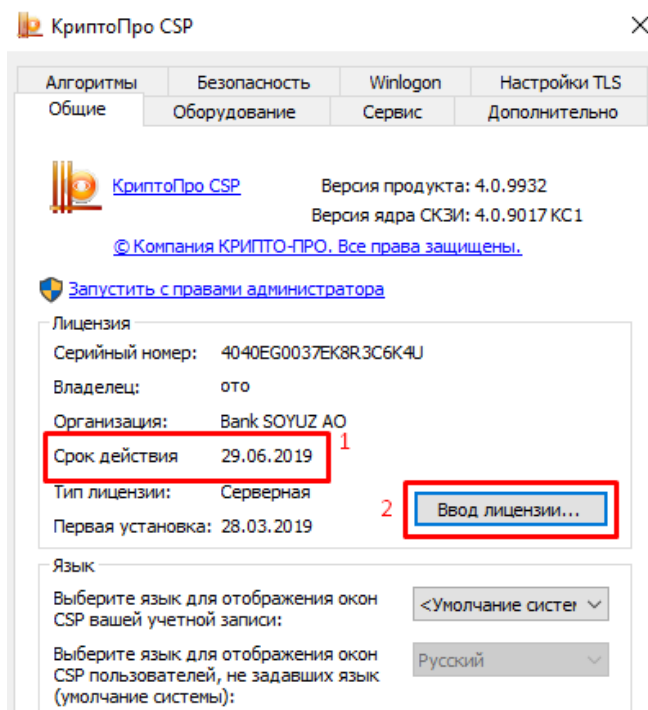 КриптоПро CSP
Алгоритмы Безопасность Winlogon Настройки TLS
Общие Оборудование Сервис Дополнительно
КриптоПро CSP Версия продукта: 4.0.9932
Версия ядра СКЗИ: 4.0.9017 КС1
© Компания КРИПТО-ПРО. Все права защищены.
Запустить с правами администратора
Лицензия
Серийный номер: 4040EG0037EK8R3C6K4U
Владелец: ото
Организация: Bank SOYUZ AO
Срок действия 29.06.2019 1
Тип лицензии: Серверная
2 Ввод лицензии...
Первая установка: 28.03.2019
Язык
Выберите язык для отображения окон
CSP вашей учетной записи:
<Умолчание систег
Выберите язык для отображения окон
CSP пользователей, не задавших язык
(умолчание системы):
Русский